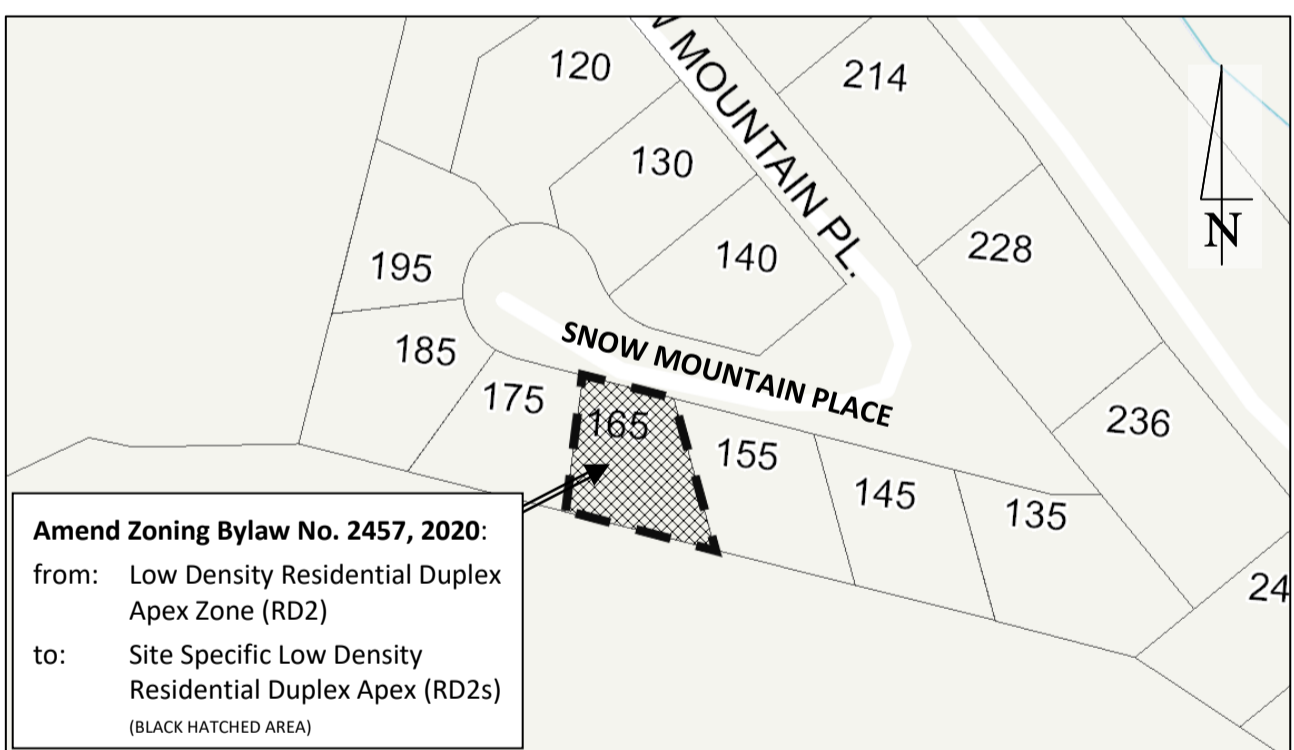 120
214
MOUNTAIN PL.
130
140
228
195
185
SNOW MOUNTAIN PLACE
175
165
155
145
135
236
24
N
Amend Zoning Bylaw No. 2457, 2020:
from: Low Density Residential Duplex
Apex Zone (RD2)
to: Site Specific Low Density
Residential Duplex Apex (RD2s)
(BLACK HATCHED AREA)